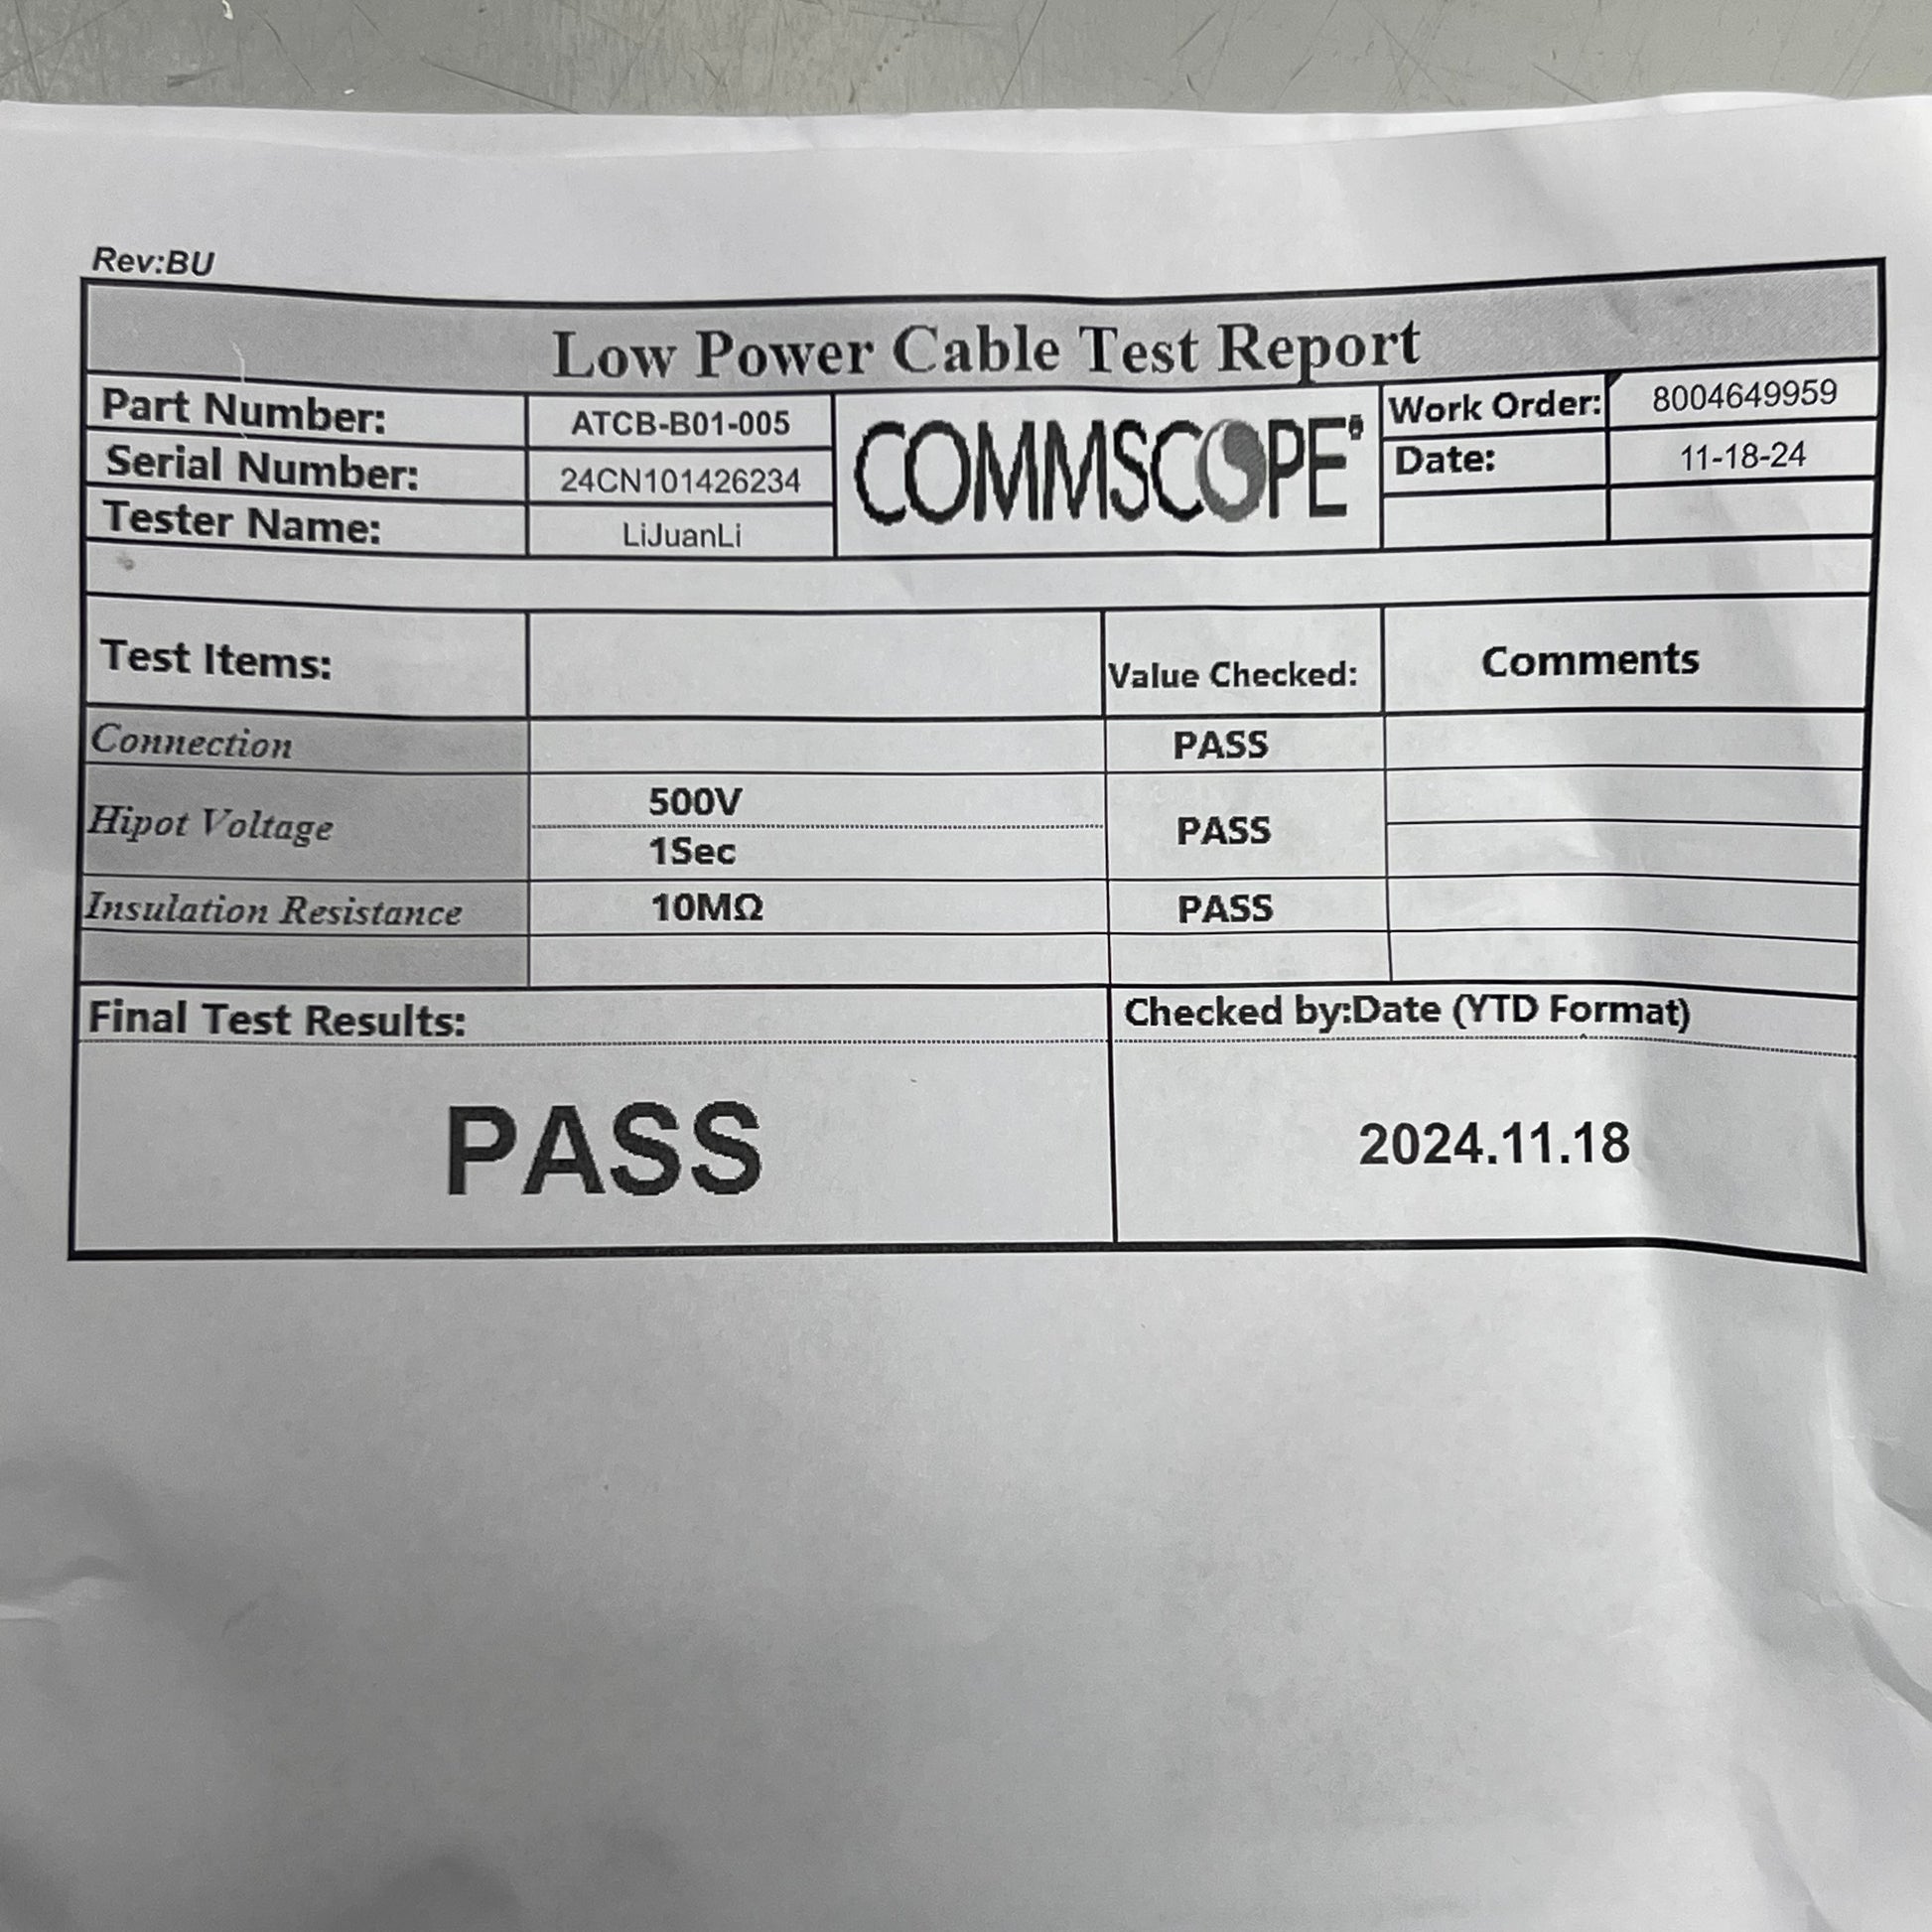 Rev:BU
Low Power Cable Test Report
Part Number: ATCB-B01-005
Serial Number: 24CN101426234
Tester Name: LiJuanLi
COMMSCOPE®
Work Order: 8004649959
Date: 11-18-24
Test Items: Value Checked: Comments
Connection PASS
Hipot Voltage 500V PASS
1Sec
Insulation Resistance 10MΩ PASS
Final Test Results:
PASS
Checked by:Date (YTD Format)
2024.11.18